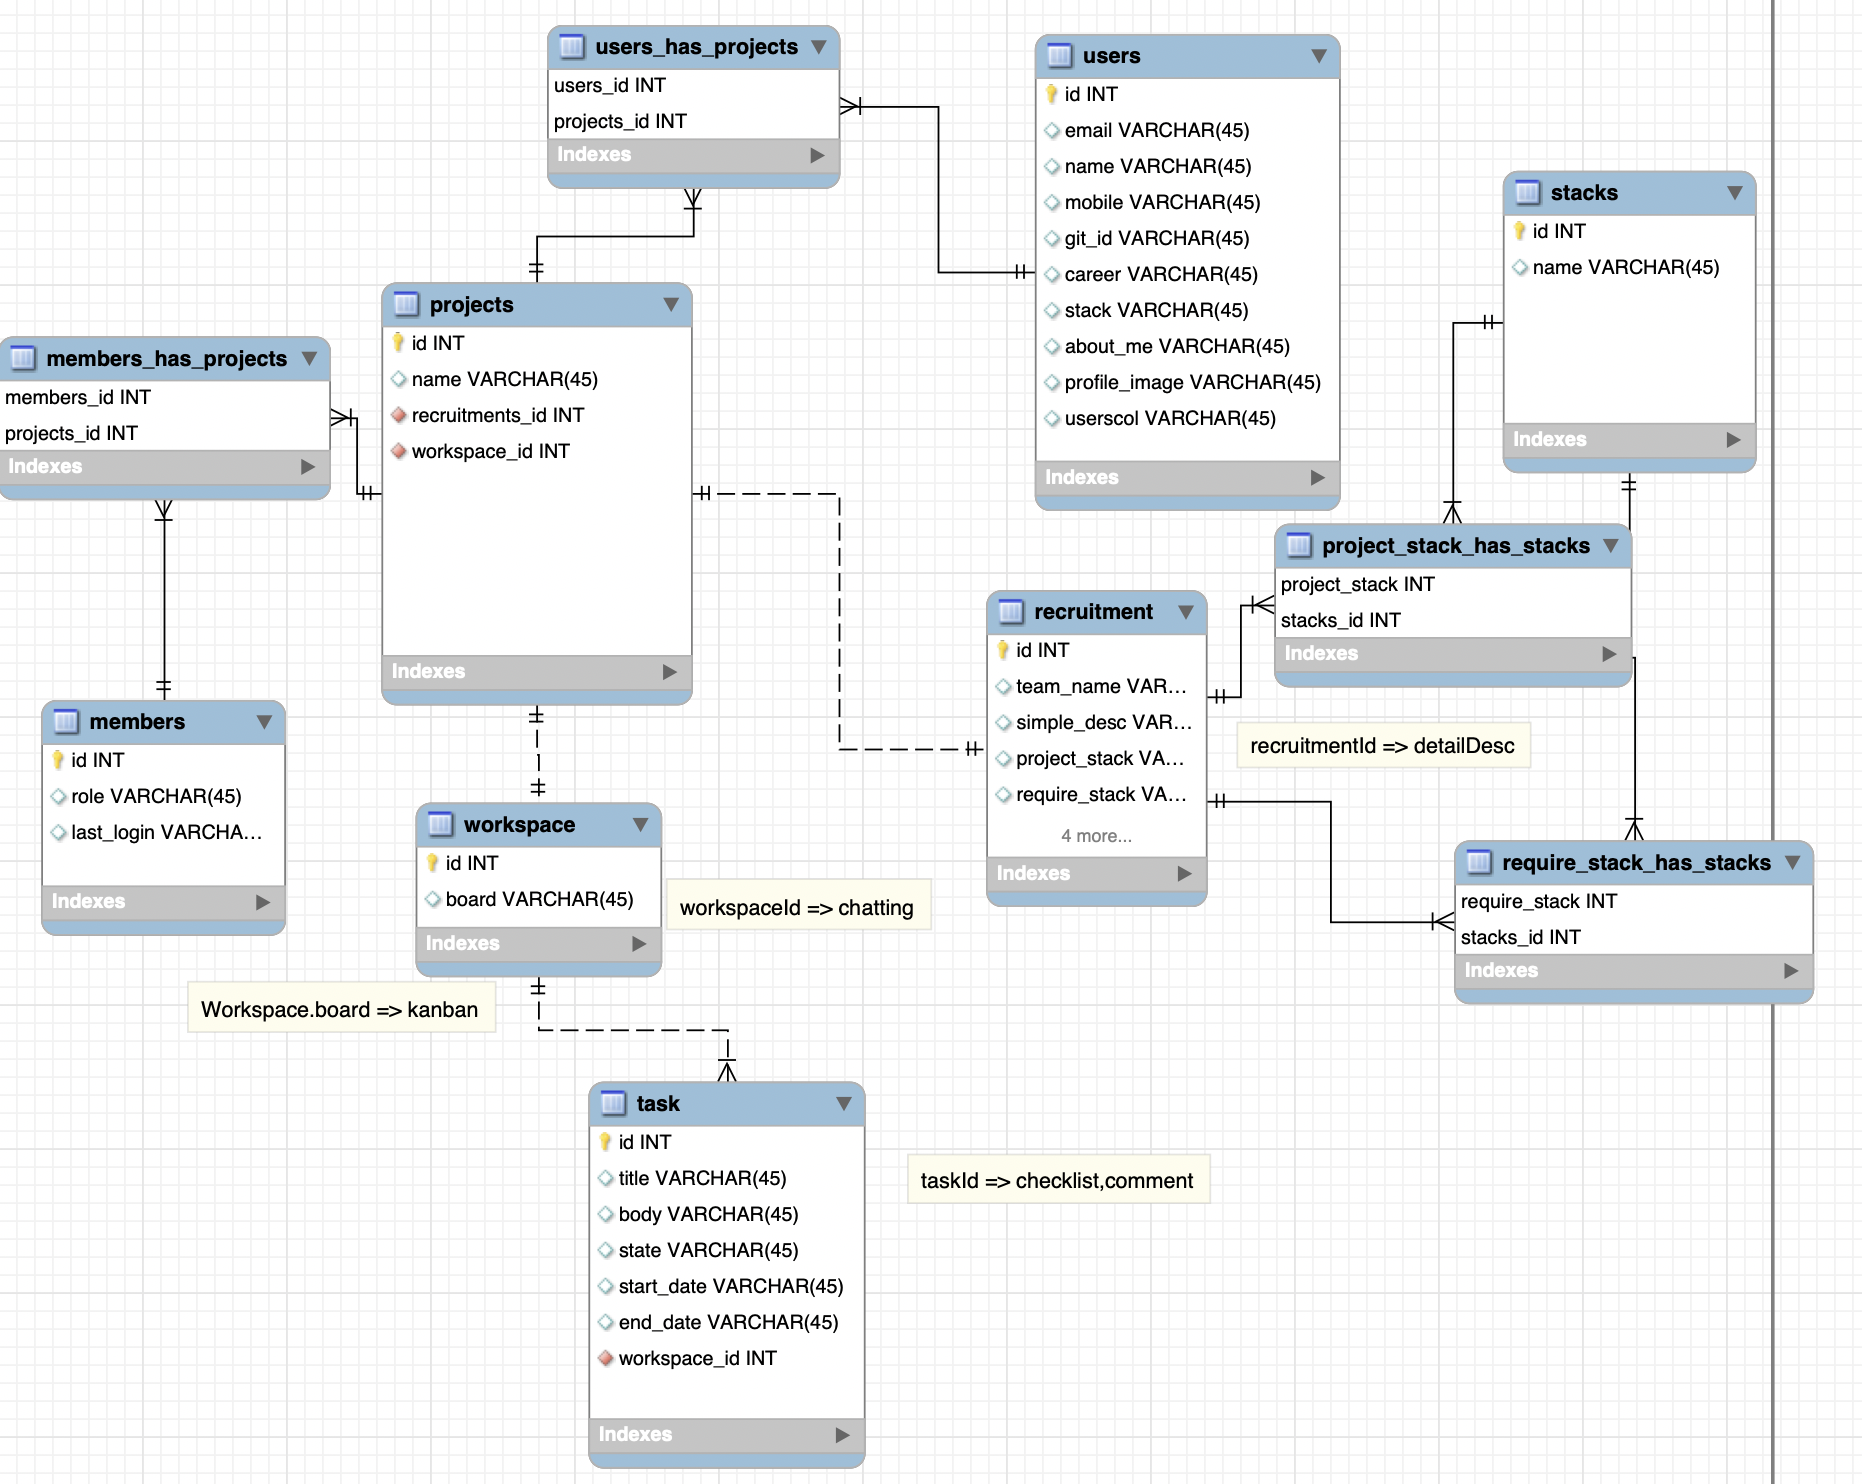 users_has_projects
users_id INT
projects_id INT
Indexes
users
id INT
email VARCHAR(45)
name VARCHAR(45)
mobile VARCHAR(45)
git_id VARCHAR(45)
career VARCHAR(45)
stack VARCHAR(45)
about_me VARCHAR(45)
profile_image VARCHAR(45)
userscol VARCHAR(45)
Indexes
stacks
id INT
name VARCHAR(45)
Indexes
projects
id INT
name VARCHAR(45)
recruitments_id INT
workspace_id INT
Indexes
members_has_projects
members_id INT
projects_id INT
Indexes
project_stack_has_stacks
project_stack INT
stacks_id INT
Indexes
recruitment
id INT
team_name VAR...
simple_desc VAR...
project_stack VA...
require_stack VA...
4 more...
Indexes
recruitmentId => detailDesc
members
id INT
role VARCHAR(45)
last_login VARCHA...
Indexes
workspace
id INT
board VARCHAR(45)
Indexes
workspaceId => chatting
require_stack_has_stacks
require_stack INT
stacks_id INT
Indexes
Workspace.board => kanban
task
id INT
title VARCHAR(45)
body VARCHAR(45)
state VARCHAR(45)
start_date VARCHAR(45)
end_date VARCHAR(45)
workspace_id INT
Indexes
taskId => checklist,comment